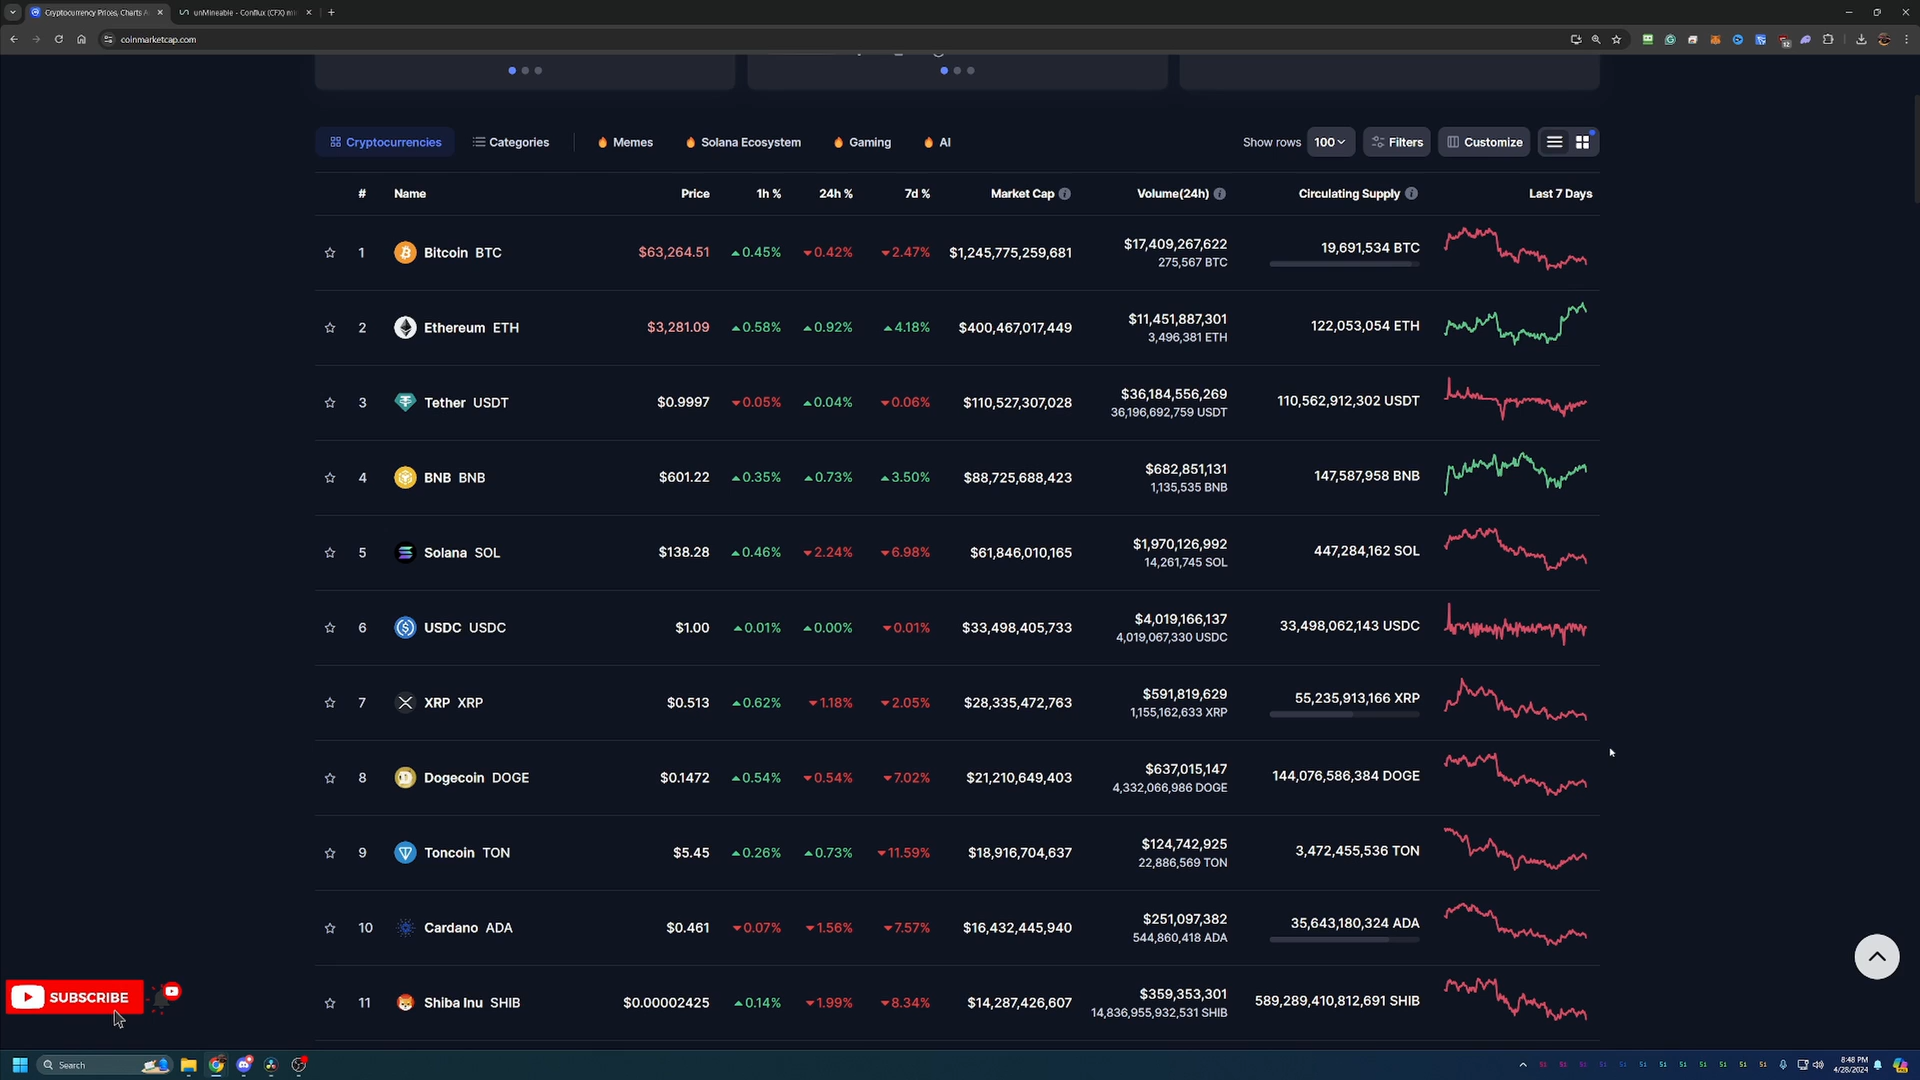 Cryptocurrency Prices, Charts A
unMineable - Conflux (CFX) mi
coinmarketcap.com
Cryptocurrencies
Categories
Memes
Solana Ecosystem
Gaming
AI
Show rows
100
Filters
Customize
# Name Price 1h % 24h % 7d % Market Cap Volume(24h) Circulating Supply Last 7 Days
1 Bitcoin BTC $63,264.51 0.45% 0.42% 2.47% $1,245,775,259,681 $17,409,267,622 19,691,534 BTC
275,567 BTC
2 Ethereum ETH $3,281.09 0.58% 0.92% 4.18% $400,467,017,449 $11,451,887,301 122,053,054 ETH
3,496,381 ETH
3 Tether USDT $0.9997 0.05% 0.04% 0.06% $110,527,307,028 $36,184,556,269 110,562,912,302 USDT
36,196,692,759 USDT
4 BNB BNB $601.22 0.35% 0.73% 3.50% $88,725,688,423 $682,851,131 147,587,958 BNB
1,135,535 BNB
5 Solana SOL $138.28 0.46% 2.24% 6.98% $61,846,010,165 $1,970,126,992 447,284,162 SOL
14,261,745 SOL
6 USDC USDC $1.00 0.01% 0.00% 0.01% $33,498,405,733 $4,019,166,137 33,498,062,143 USDC
4,019,067,330 USDC
7 XRP XRP $0.513 0.62% 1.18% 2.05% $28,335,472,763 $591,819,629 55,235,913,166 XRP
1,155,162,633 XRP
8 Dogecoin DOGE $0.1472 0.54% 0.54% 7.02% $21,210,649,403 $637,015,147 144,076,586,384 DOGE
4,332,066,986 DOGE
9 Toncoin TON $5.45 0.26% 0.73% 11.59% $18,916,704,637 $124,742,925 3,472,455,536 TON
22,886,569 TON
10 Cardano ADA $0.461 0.07% 1.56% 7.57% $16,432,445,940 $251,097,382 35,643,180,324 ADA
544,860,418 ADA
11 Shiba Inu SHIB $0.00002425 0.14% 1.99% 8.34% $14,287,426,607 $359,353,301 589,289,410,812,691 SHIB
14,836,955,932,531 SHIB
SUBSCRIBE
Search
8:48 PM
4/28/2024